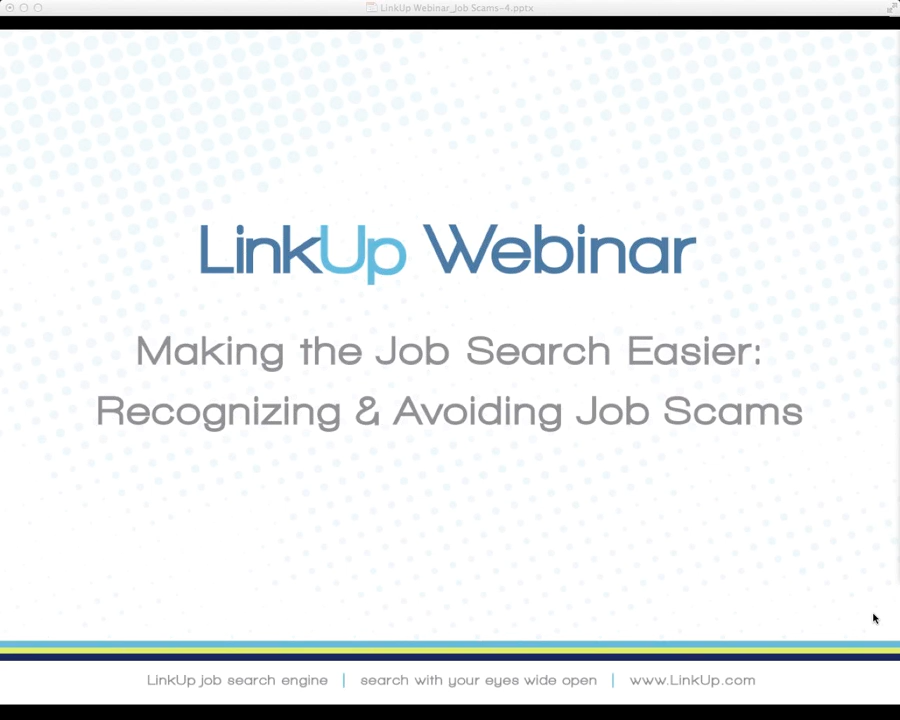 LinkUp Webinar_Job Scams-4.pptx
LinkUp Webinar
Making the Job Search Easier:
Recognizing & Avoiding Job Scams
LinkUp job search engine | search with your eyes wide open | www.LinkUp.com